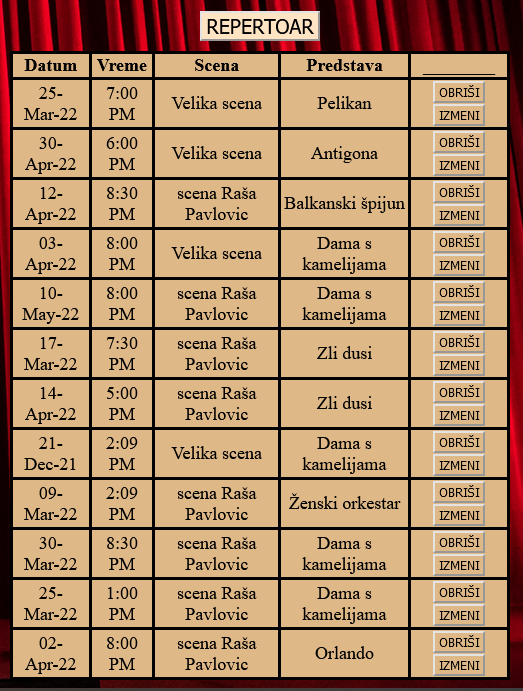 REPERTOAR
Datum Vreme Scena Predstava __________
25-Mar-22 7:00 PM Velika scena Pelikan OBRIŠI IZMENI
30-Apr-22 6:00 PM Velika scena Antigona OBRIŠI IZMENI
12-Apr-22 8:30 PM scena Raša Pavlovic Balkanski špijun OBRIŠI IZMENI
03-Apr-22 8:00 PM Velika scena Dama s kamelijama OBRIŠI IZMENI
10-May-22 8:00 PM scena Raša Pavlovic Dama s kamelijama OBRIŠI IZMENI
17-Mar-22 7:30 PM scena Raša Pavlovic Zli dusi OBRIŠI IZMENI
14-Apr-22 5:00 PM scena Raša Pavlovic Zli dusi OBRIŠI IZMENI
21-Dec-21 2:09 PM Velika scena Dama s kamelijama OBRIŠI IZMENI
09-Mar-22 2:09 PM scena Raša Pavlovic Ženski orkestar OBRIŠI IZMENI
30-Mar-22 8:30 PM scena Raša Pavlovic Dama s kamelijama OBRIŠI IZMENI
25-Mar-22 1:00 PM scena Raša Pavlovic Dama s kamelijama OBRIŠI IZMENI
02-Apr-22 8:00 PM scena Raša Pavlovic Orlando OBRIŠI IZMENI